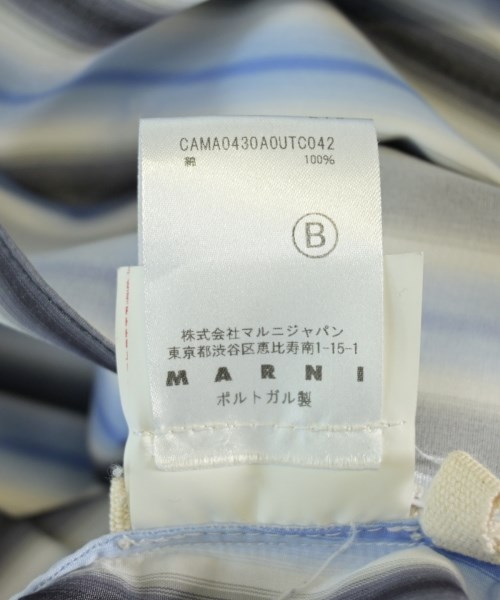 CAMA0430A0UTC042
綿 100%
B
株式会社マルニジャパン
東京都渋谷区恵比寿南1-15-1
MARNI
ポルトガル製